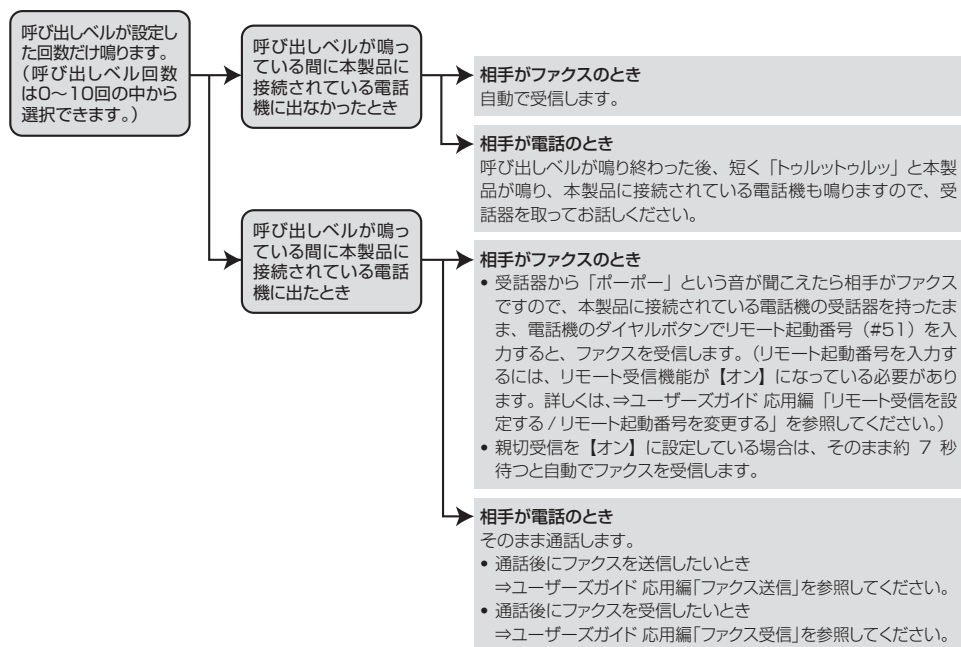 呼び出しベルが設定し
た回数だけ鳴ります。
（呼び出しベル回数
は0～10回の中から
選択できます。）
呼び出しベルが鳴っ
ている間に本製品に
接続されている電話
機に出なかったとき
相手がファクスのとき
自動で受信します。
相手が電話のとき
呼び出しベルが鳴り終わった後、短く「トゥルットゥルッ」と本製
品が鳴り、本製品に接続されている電話機も鳴りますので、受
話器を取ってお話しください。
呼び出しベルが鳴っ
ている間に本製品に
接続されている電話
機に出たとき
相手がファクスのとき
• 受話器から「ポーポー」という音が聞こえたら相手がファクス
ですので、本製品に接続されている電話機の受話器を持ったま
ま、電話機のダイヤルボタンでリモート起動番号（#51）を入
力すると、ファクスを受信します。（リモート起動番号を入力す
るには、リモート受信機能が【オン】になっている必要があり
ます。詳しくは、⇒ユーザーズガイド 応用編「リモート受信を設
定する / リモート起動番号を変更する」を参照してください。）
• 親切受信を【オン】に設定している場合は、そのまま約 7 秒
待つと自動でファクスを受信します。
相手が電話のとき
そのまま通話します。
• 通話後にファクスを送信したいとき
⇒ユーザーズガイド 応用編「ファクス送信」を参照してください。
• 通話後にファクスを受信したいとき
⇒ユーザーズガイド 応用編「ファクス受信」を参照してください。